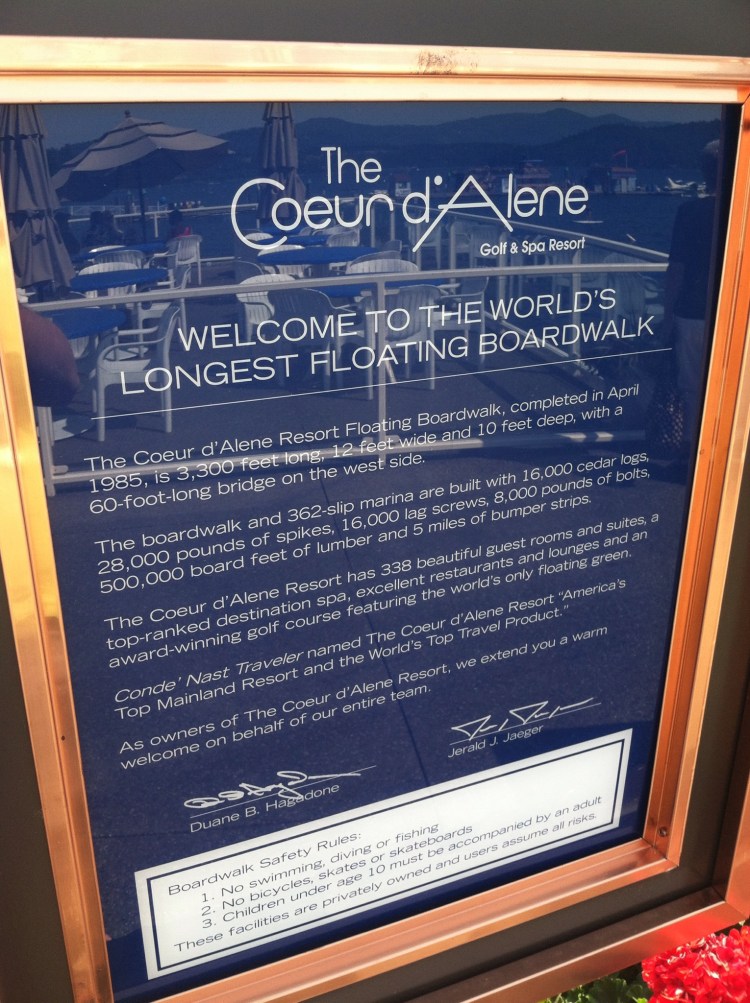 The
Coeur d'Alene
Golf & Spa Resort
WELCOME TO THE WORLD'S
LONGEST FLOATING BOARDWALK
The Coeur d'Alene Resort Floating Boardwalk, completed in April
1985, is 3,300 feet long, 12 feet wide and 10 feet deep, with a
60-foot-long bridge on the west side.
The boardwalk and 362-slip marina are built with 16,000 cedar logs,
28,000 pounds of spikes, 16,000 lag screws, 8,000 pounds of bolts,
500,000 board feet of lumber and 5 miles of bumper strips.
The Coeur d'Alene Resort has 338 beautiful guest rooms and suites, a
top-ranked destination spa, excellent restaurants and lounges and an
award-winning golf course featuring the world's only floating green.
Conde' Nast Traveler named The Coeur d'Alene Resort "America's
Top Mainland Resort and the World's Top Travel Product."
As owners of The Coeur d'Alene Resort, we extend you a warm
welcome on behalf of our entire team.
Jerald J. Jaeger
Duane B. Hagadone
Boardwalk Safety Rules:
1. No swimming, diving or fishing
2. No bicycles, skates or skateboards
3. Children under age 10 must be accompanied by an adult
These facilities are privately owned and users assume all risks.